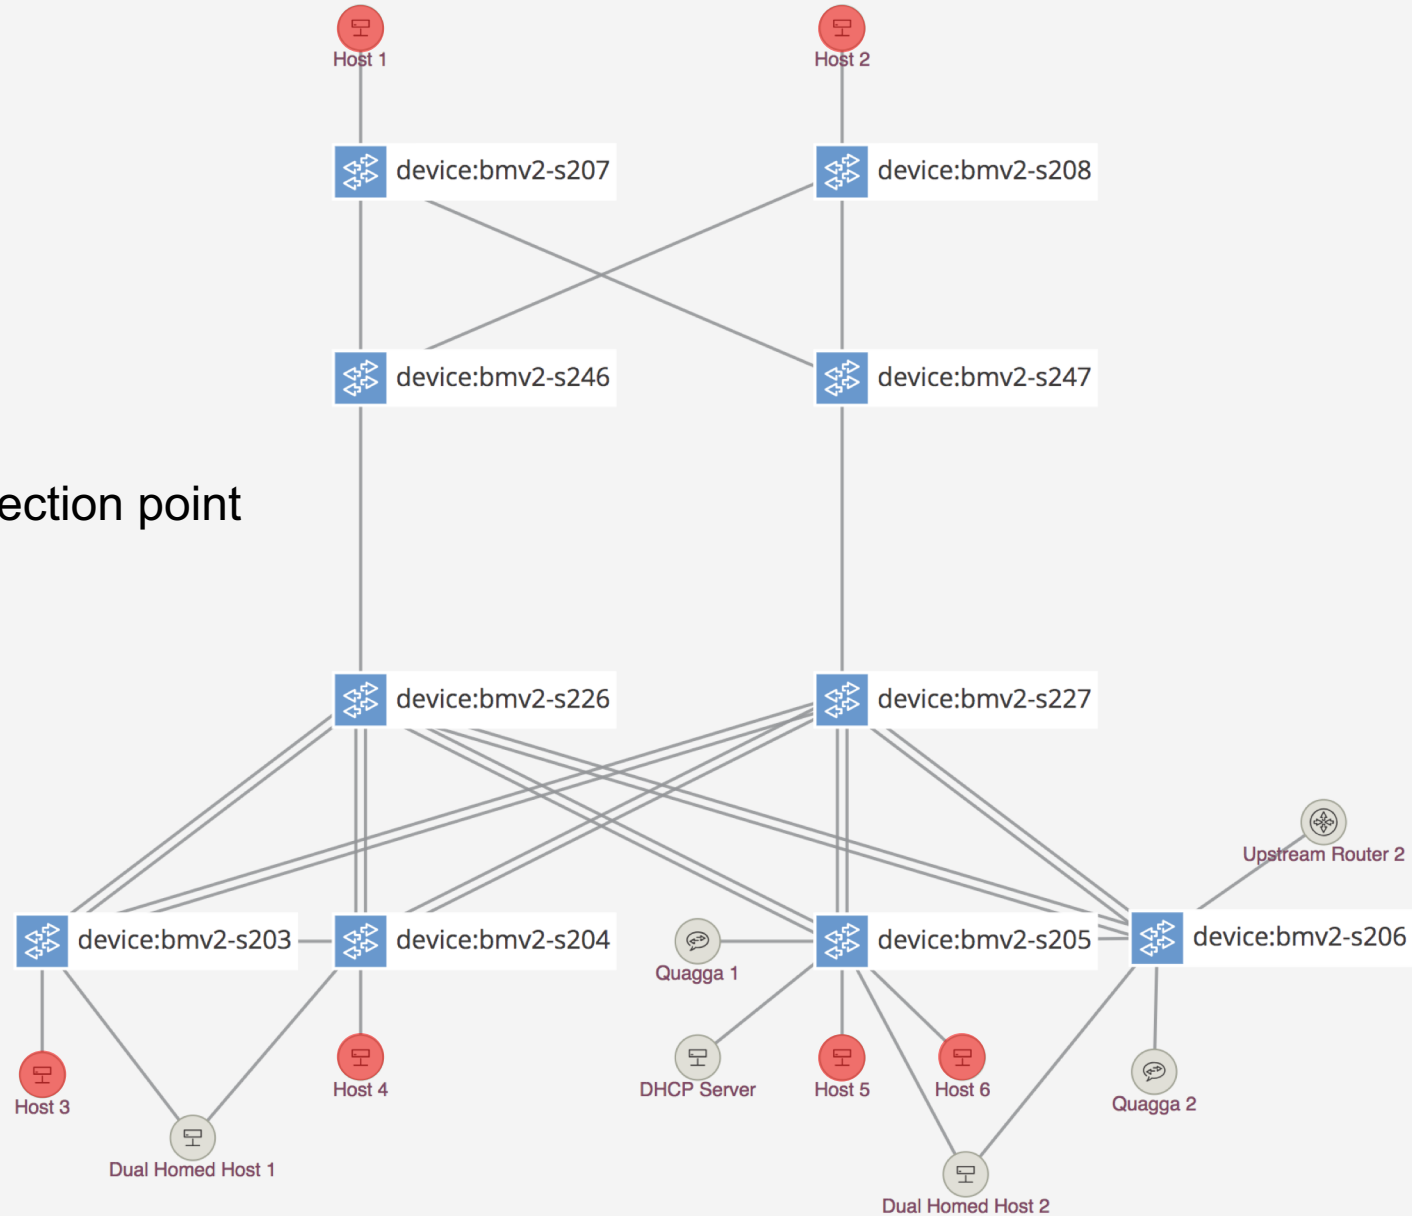 Host 1
Host 2
device:bmv2-s207
device:bmv2-s208
device:bmv2-s246
device:bmv2-s247
ection point
device:bmv2-s226
device:bmv2-s227
Upstream Router 2
device:bmv2-s203
device:bmv2-s204
device:bmv2-s205
device:bmv2-s206
Quagga 1
Host 3
Host 4
DHCP Server
Host 5
Host 6
Quagga 2
Dual Homed Host 1
Dual Homed Host 2